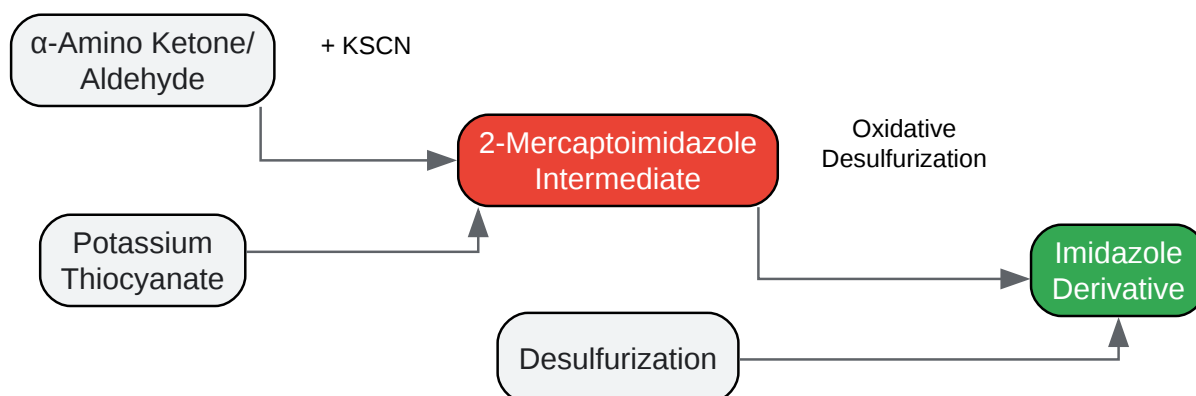 α-Amino Ketone/
Aldehyde
+ KSCN
2-Mercaptoimidazole
Intermediate
Oxidative
Desulfurization
Potassium
Thiocyanate
Imidazole
Derivative
Desulfurization